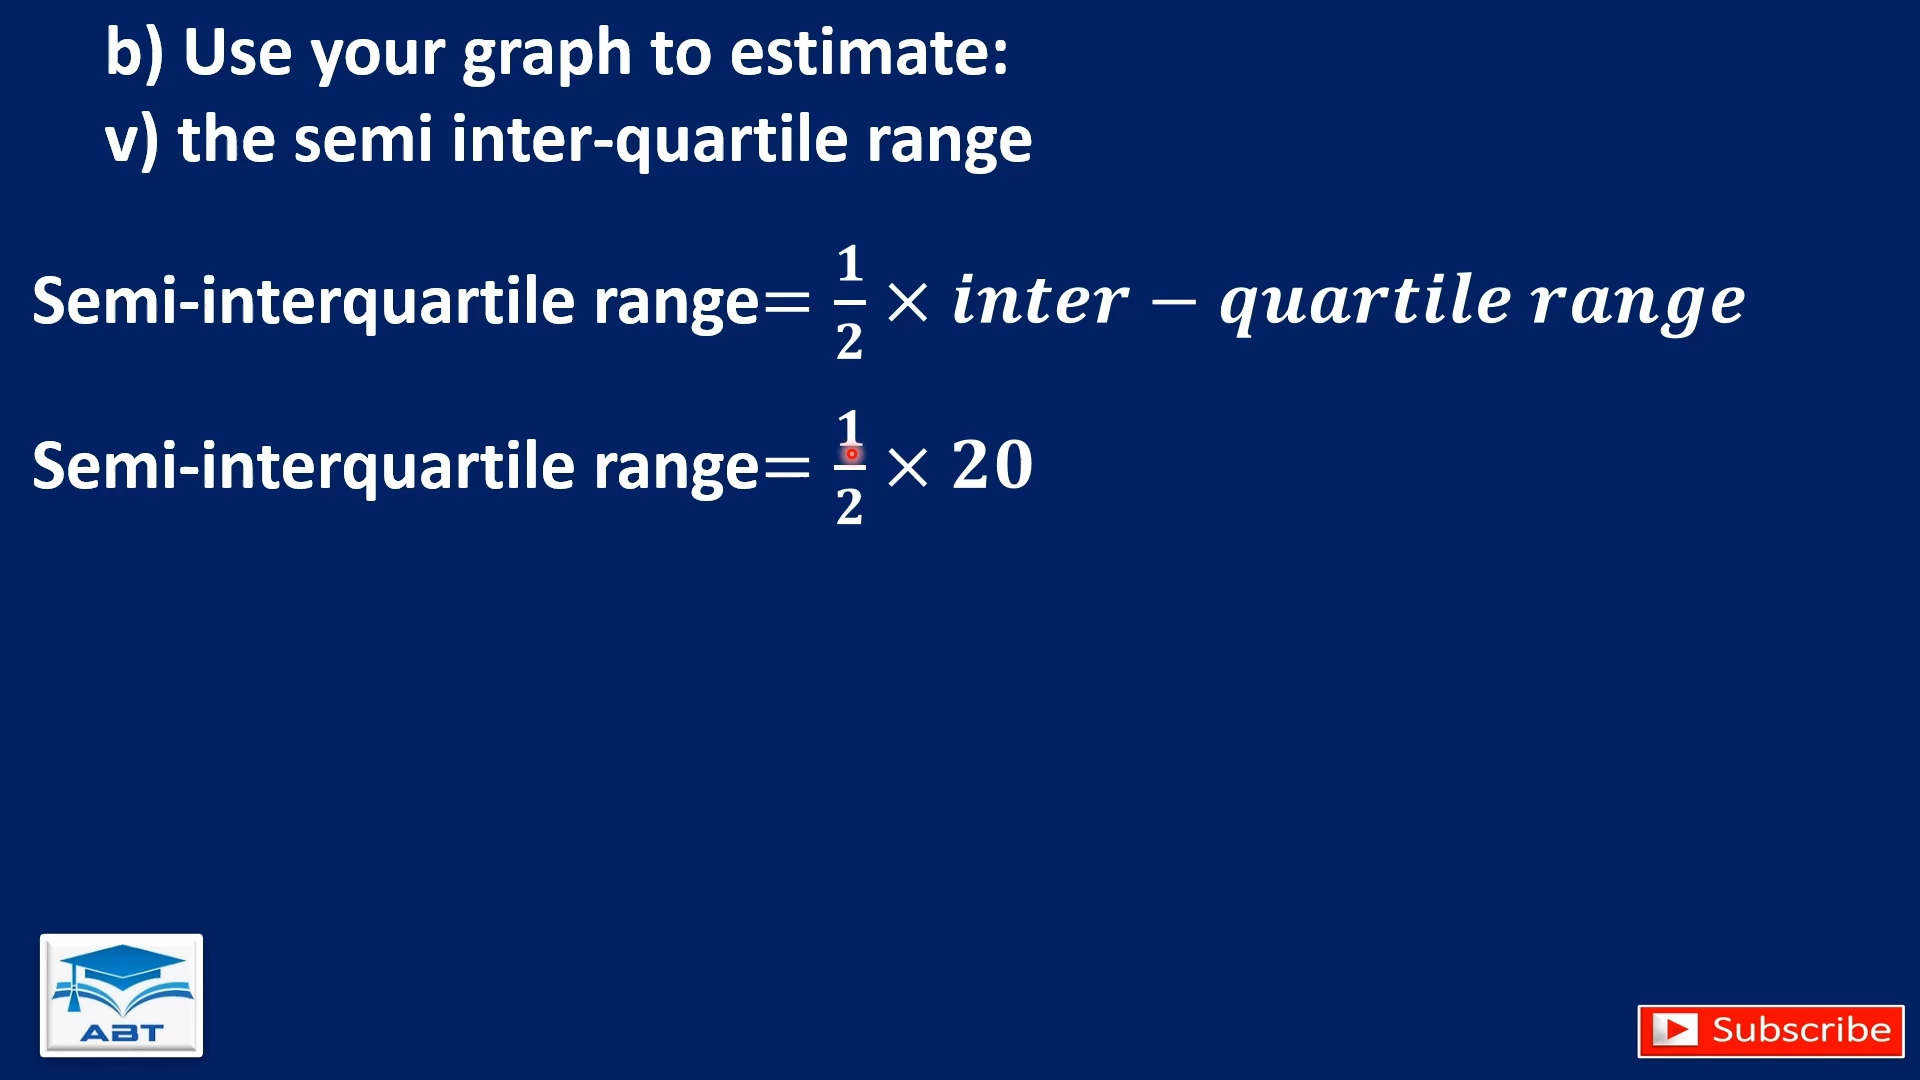 b) Use your graph to estimate:
v) the semi inter-quartile range
Semi-interquartile range= 1/2 × inter − quartile range
Semi-interquartile range= 1/2 × 20
ABT
Subscribe